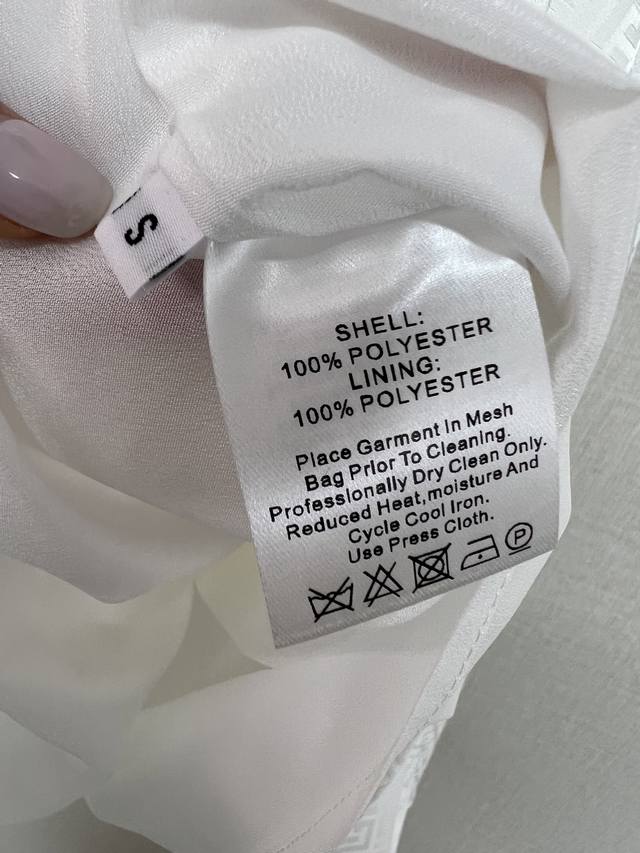 S
SHELL:
100% POLYESTER
LINING:
100% POLYESTER
Place Garment In Mesh
Bag Prior To Cleaning.
Professionally Dry Clean Only.
Reduced Heat,moisture And
Cycle Cool Iron.
Use Press Cloth.
P